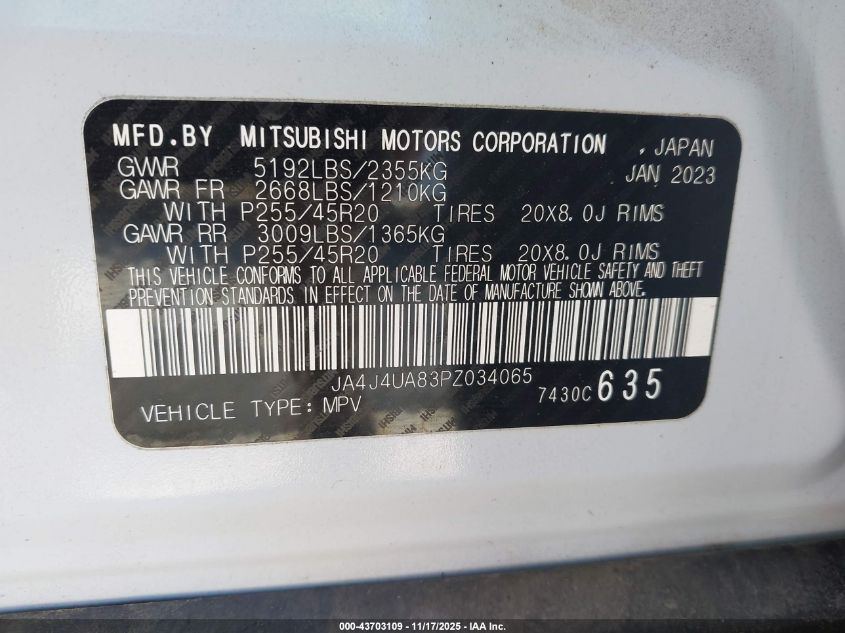 MFD.BY MITSUBISHI MOTORS CORPORATION , JAPAN
GVWR 5192LBS/2355KG JAN 2023
GAWR FR 2668LBS/1210KG
WITH P255/45R20 TIRES 20X8.0J RIMS
GAWR RR 3009LBS/1365KG
WITH P255/45R20 TIRES 20X8.0J RIMS
THIS VEHICLE CONFORMS TO ALL APPLICABLE FEDERAL MOTOR VEHICLE SAFETY AND THEFT
PREVENTION STANDARDS IN EFFECT ON THE DATE OF MANUFACTURE SHOWN ABOVE.
JA4J4UA83PZ034065
VEHICLE TYPE: MPV 7430C 635
000-43703109 - 11/17/2025 - IAA Inc.